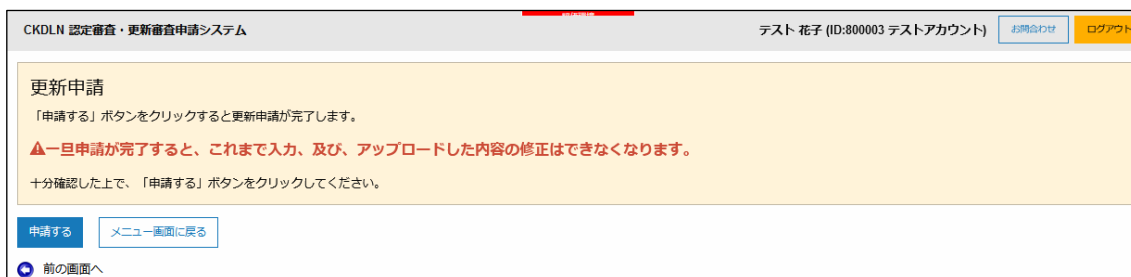 CKDLN 認定審査・更新審査申請システム
テスト 花子 (ID:800003 テストアカウント)
お問合わせ
ログアウト
更新申請
「申請する」ボタンをクリックすると更新申請が完了します。
一旦申請が完了すると、これまで入力、及び、アップロードした内容の修正はできなくなります。
十分確認した上で、「申請する」ボタンをクリックしてください。
申請する
メニュー画面に戻る
前の画面へ